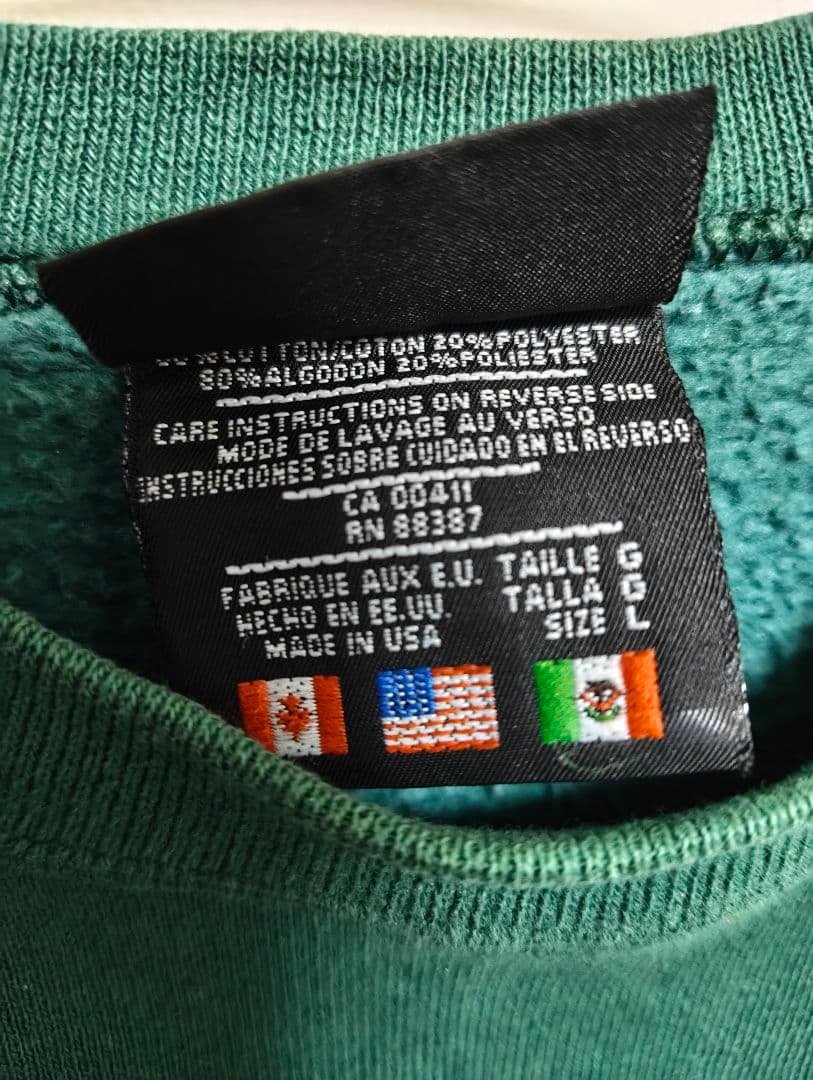 COTON 20%POLYESTER
80%ALGODON 20%POLIESTER
CARE INSTRUCTIONS ON REVERSE SIDE
MODE DE LAVAGE AU VERSO
INSTRUCCIONES SOBRE CUIDADO EN EL REVERSO
CA 00411
RN 88387
FABRIQUE AUX E.U. TAILLE G
HECHO EN EE.UU. TALLA G
MADE IN USA SIZE L